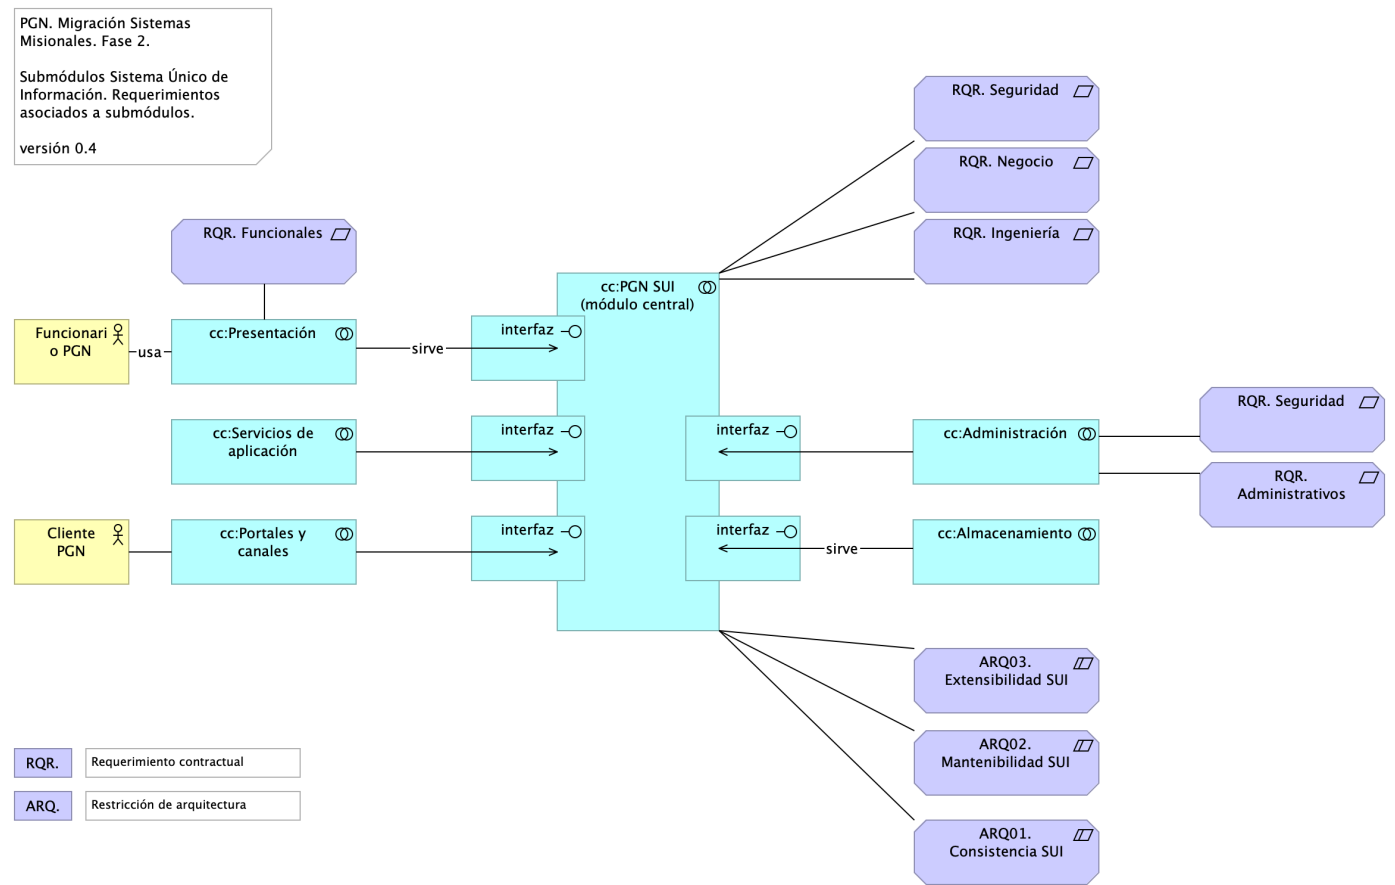 PGN. Migración Sistemas
Misionales. Fase 2.
Submódulos Sistema Único de
Información. Requerimientos
asociados a submódulos.
versión 0.4
RQR. Seguridad
RQR. Negocio
RQR. Ingeniería
RQR. Funcionales
cc:PGN SUI
(módulo central)
Funcionari
o PGN
usa
cc:Presentación
sirve
interfaz
cc:Servicios de
aplicación
interfaz
interfaz
cc:Administración
RQR. Seguridad
RQR.
Administrativos
Cliente
PGN
cc:Portales y
canales
interfaz
interfaz
sirve
cc:Almacenamiento
ARQ03.
Extensibilidad SUI
ARQ02.
Mantenibilidad SUI
ARQ01.
Consistencia SUI
RQR.
Requerimiento contractual
ARQ.
Restricción de arquitectura